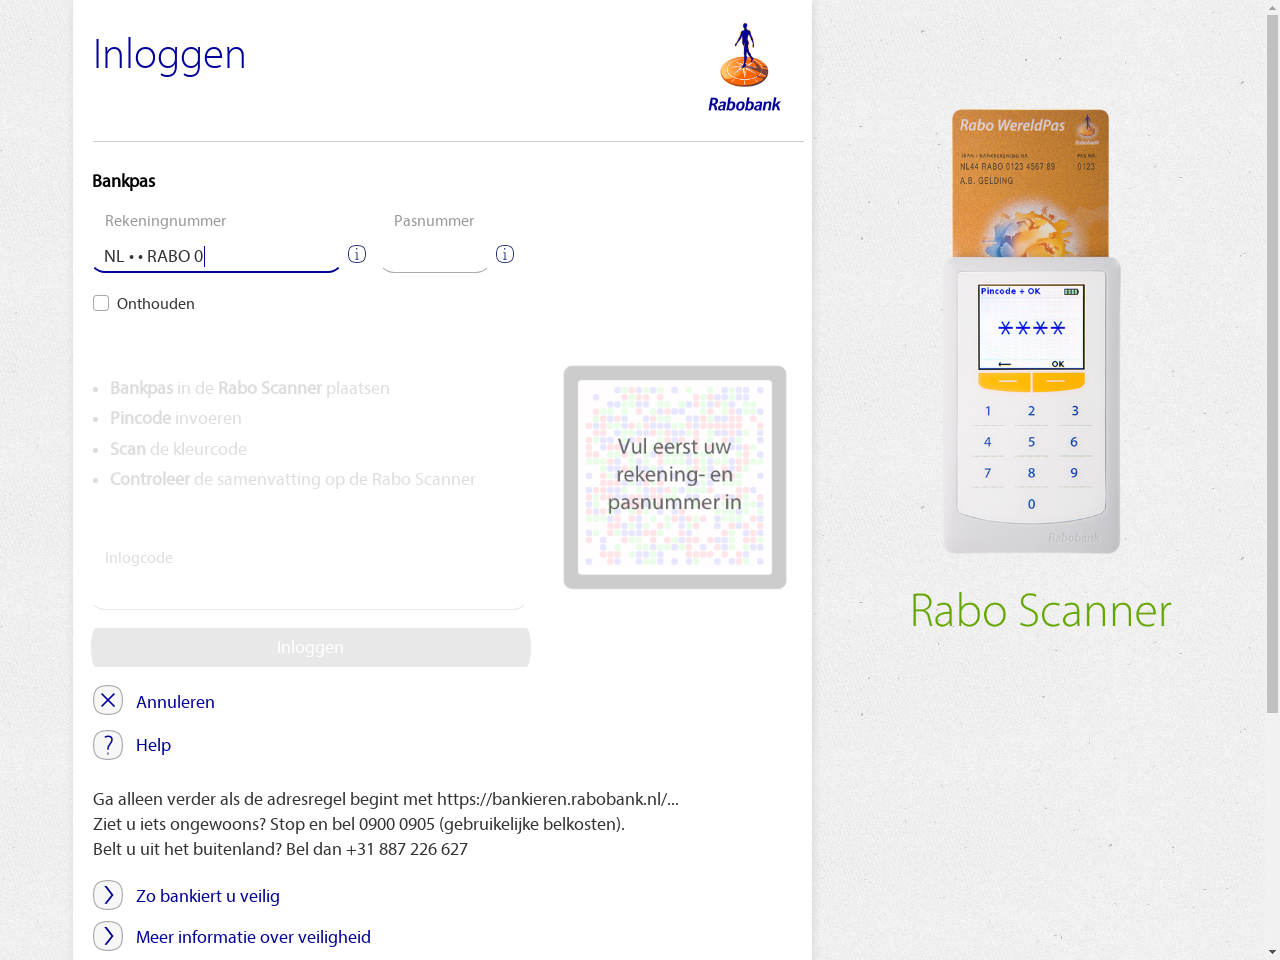 Inloggen
Rabobank
Bankpas
Rekeningnummer
Pasnummer
NL • • RABO 0
Onthouden
Bankpas in de Rabo Scanner plaatsen
Pincode invoeren
Scan de kleurcode
Controleer de samenvatting op de Rabo Scanner
Vul eerst uw
rekening- en
pasnummer in
Inlogcode
Inloggen
Annuleren
Help
Ga alleen verder als de adresregel begint met https://bankieren.rabobank.nl/...
Ziet u iets ongewoons? Stop en bel 0900 0905 (gebruikelijke belkosten).
Belt u uit het buitenland? Bel dan +31 887 226 627
Zo bankiert u veilig
Meer informatie over veiligheid
Rabo WereldPas
Rabobank
IBAN / BANKREKENING NR. PAS NR.
NL44 RABO 0123 4567 89 0123
A.B. GELDING
Pincode + OK
****
OK
1 2 3
4 5 6
7 8 9
0
Rabobank
Rabo Scanner